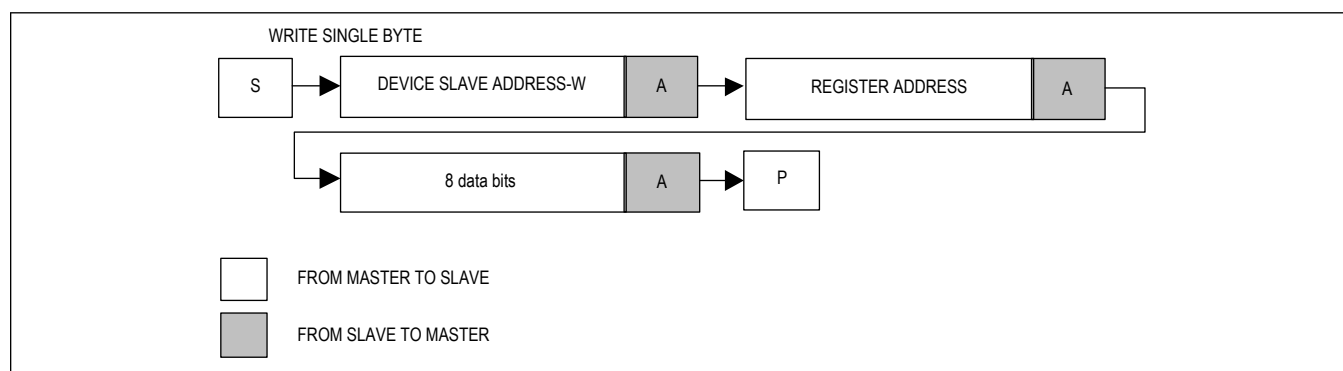 WRITE SINGLE BYTE
S DEVICE SLAVE ADDRESS-W A REGISTER ADDRESS A
8 data bits A P
FROM MASTER TO SLAVE
FROM SLAVE TO MASTER